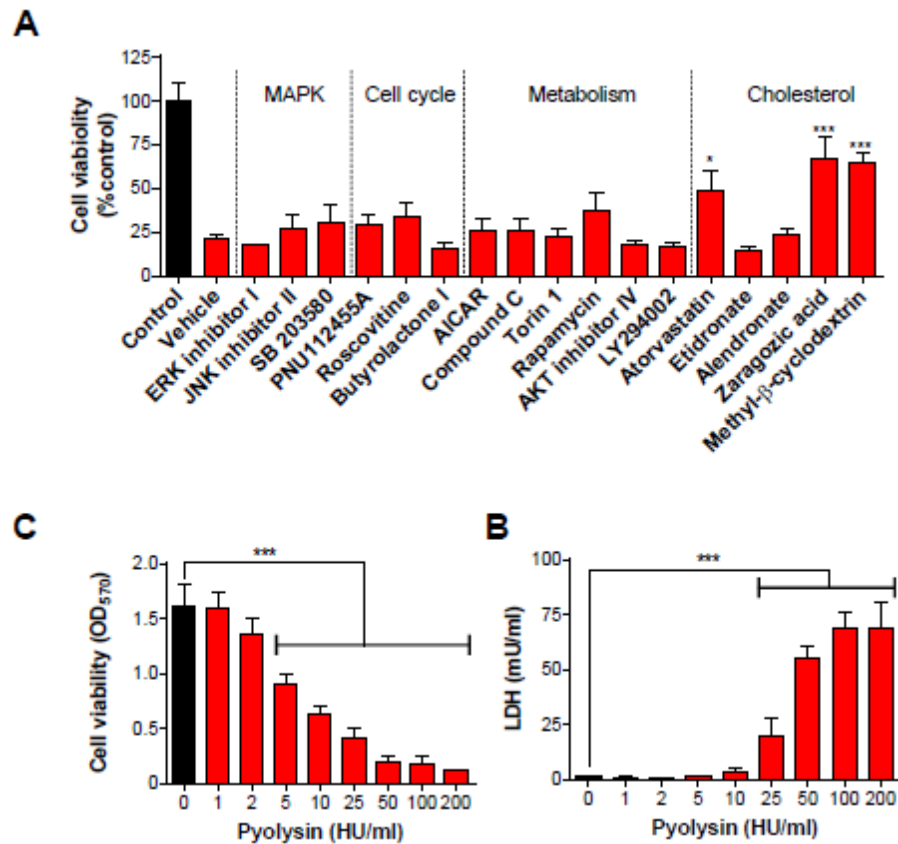 A
125
100
75
50
25
0
Cell viabiolity
(%control)
MAPK
Cell cycle
Metabolism
Cholesterol
*
***
***
Control
Vehicle
ERK inhibitor I
JNK inhibitor II
SB 203580
PNU112455A
Roscovitine
Butyrolactone I
AICAR
Compound C
Torin 1
Rapamycin
AKT inhibitor IV
LY294002
Atorvastatin
Etidronate
Alendronate
Zaragozic acid
Methyl-β-cyclodextrin
C
***
2.0
1.5
1.0
0.5
0
Cell viability (OD570)
0 1 2 5 10 25 50 100 200
Pyolysin (HU/ml)
B
***
100
75
50
25
0
LDH (mU/ml)
0 1 2 5 10 25 50 100 200
Pyolysin (HU/ml)